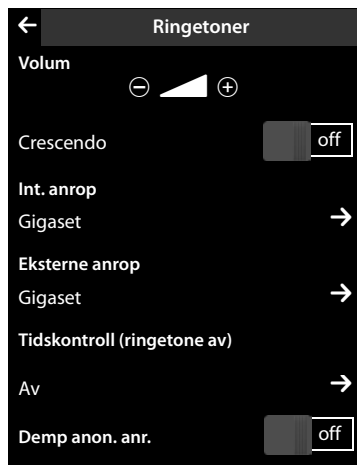 Ringetoner
Volum
Crescendo off
Int. anrop
Gigaset
Eksterne anrop
Gigaset
Tidskontroll (ringetone av)
Av
Demp anon. anr. off